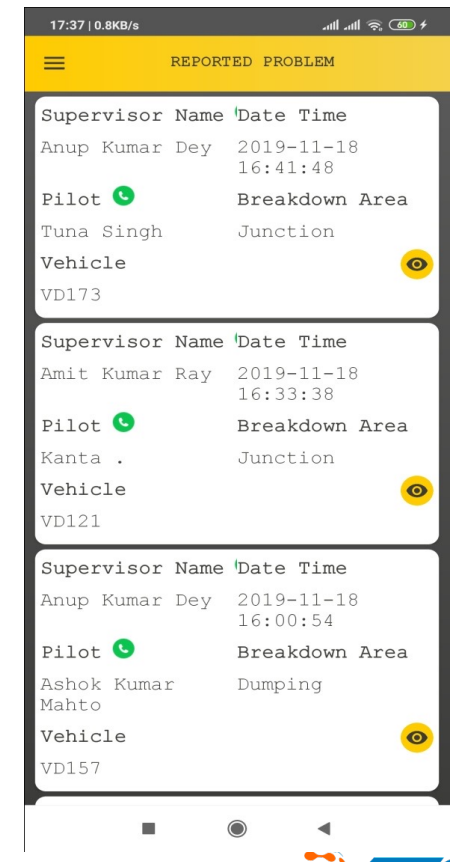 17:37 | 0.8KB/s 60
REPORTED PROBLEM
Supervisor Name Date Time
Anup Kumar Dey 2019-11-18
16:41:48
Pilot Breakdown Area
Tuna Singh Junction
Vehicle
VD173
Supervisor Name Date Time
Amit Kumar Ray 2019-11-18
16:33:38
Pilot Breakdown Area
Kanta . Junction
Vehicle
VD121
Supervisor Name Date Time
Anup Kumar Dey 2019-11-18
16:00:54
Pilot Breakdown Area
Ashok Kumar Dumping
Mahto
Vehicle
VD157